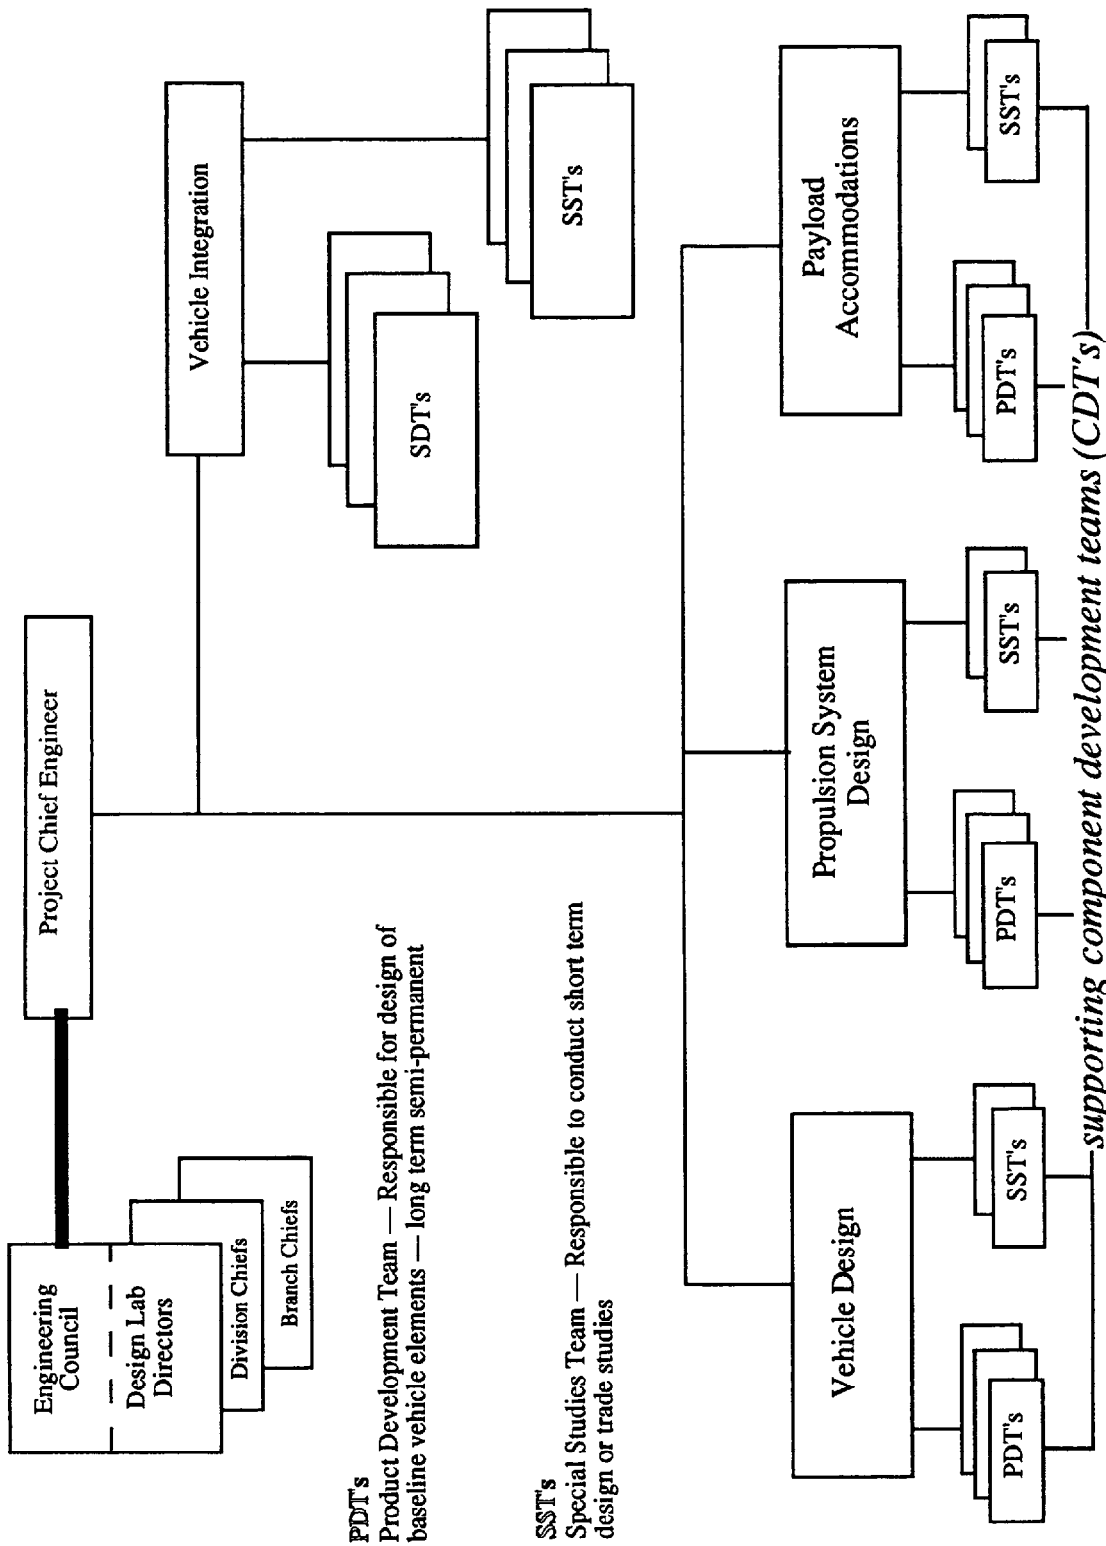 Project Chief Engineer
Engineering
Council
Design Lab
Directors
Division Chiefs
Branch Chiefs
Vehicle Integration
SDT's
SST's
PDT's
Product Development Team — Responsible for design of
baseline vehicle elements — long term semi-permanent
SST's
Special Studies Team — Responsible to conduct short term
design or trade studies
Vehicle Design
Propulsion System
Design
Payload
Accommodations
PDT's
SST's
PDT's
SST's
PDT's
SST's
supporting component development teams (CDT's)